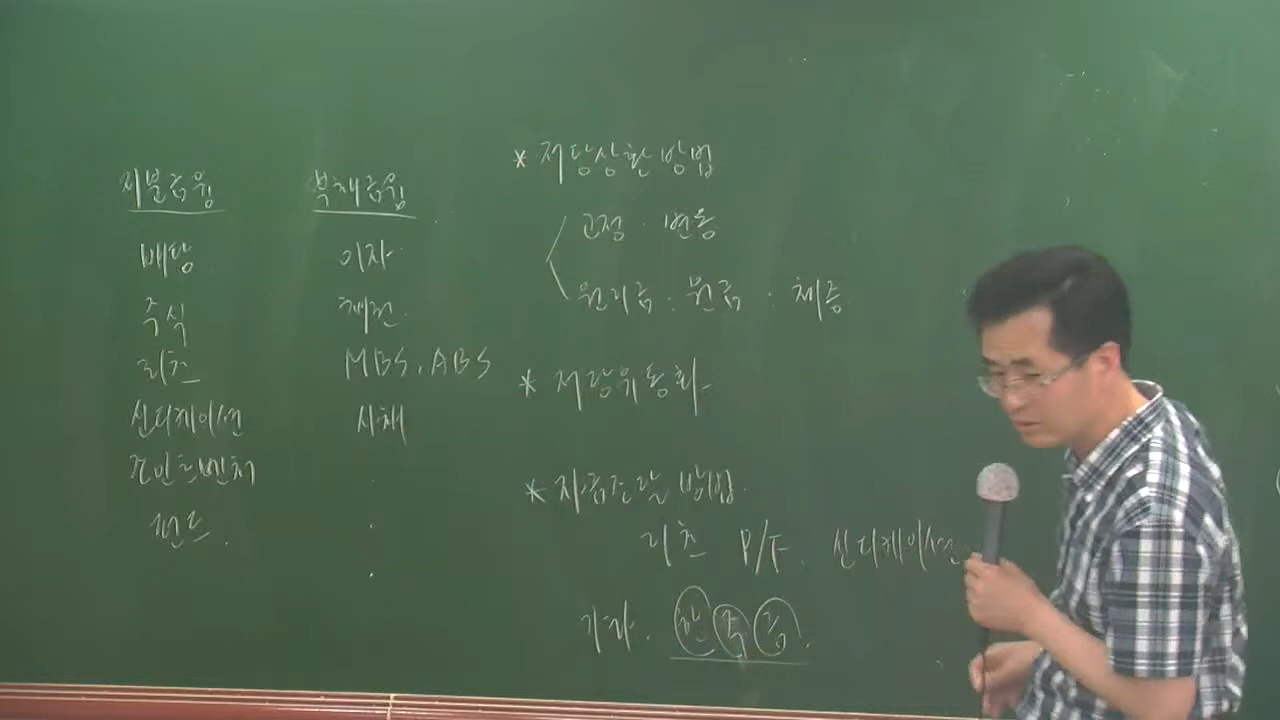 지분금융
배당
주식
리츠
신디케이션
조인트벤처
펀드.
부채금융
이자
채권
MBS. ABS
사채
* 저당상환방법
고정 · 변동
원리금 · 원금 · 체증
* 저당유동화
* 자금조달 방법
리츠 P/F. 신디케이션